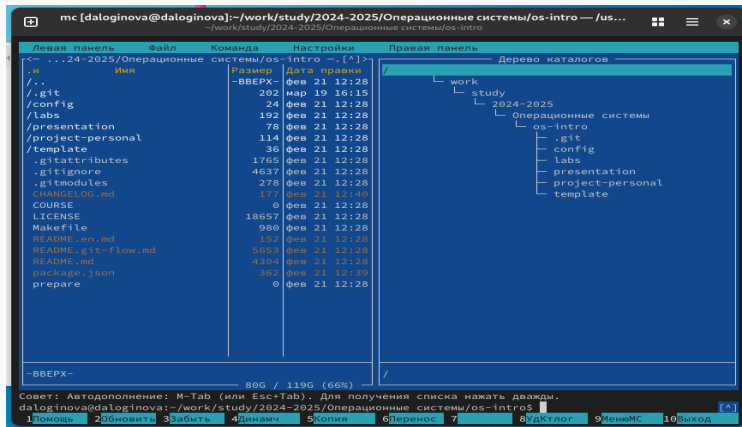 mc [daloginova@daloginova]:~/work/study/2024-2025/Операционные системы/os-intro — /us...
~/work/study/2024-2025/Операционные системы/os-intro
Левая панель Файл Команда Настройки Правая панель
<— ...24-2025/Операционные системы/os-intro —.[^]>
.и Имя Размер Дата правки
/.. -ВВЕРХ- фев 21 12:28
/.git 202 мар 19 16:15
/config 24 фев 21 12:28
/labs 192 фев 21 12:28
/presentation 78 фев 21 12:28
/project-personal 114 фев 21 12:28
/template 36 фев 21 12:28
.gitattributes 1765 фев 21 12:28
.gitignore 4637 фев 21 12:28
.gitmodules 278 фев 21 12:28
CHANGELOG.md 177 фев 21 12:40
COURSE 0 фев 21 12:28
LICENSE 18657 фев 21 12:28
Makefile 980 фев 21 12:28
README.en.md 152 фев 21 12:28
README.git-flow.md 5653 фев 21 12:28
README.md 4304 фев 21 12:28
package.json 362 фев 21 12:39
prepare 0 фев 21 12:28
-ВВЕРХ-
80G / 119G (66%)
Дерево каталогов
/
work
study
2024-2025
Операционные системы
os-intro
.git
config
labs
presentation
project-personal
template
/
Совет: Автодополнение: M-Tab (или Esc+Tab). Для получения списка нажать дважды.
daloginova@daloginova:~/work/study/2024-2025/Операционные системы/os-intro$ [^]
1Помощь 2Обновить 3Забыть 4Динамч 5Копия 6Перенос 7 8УдКтлог 9МенюМС 10Выход